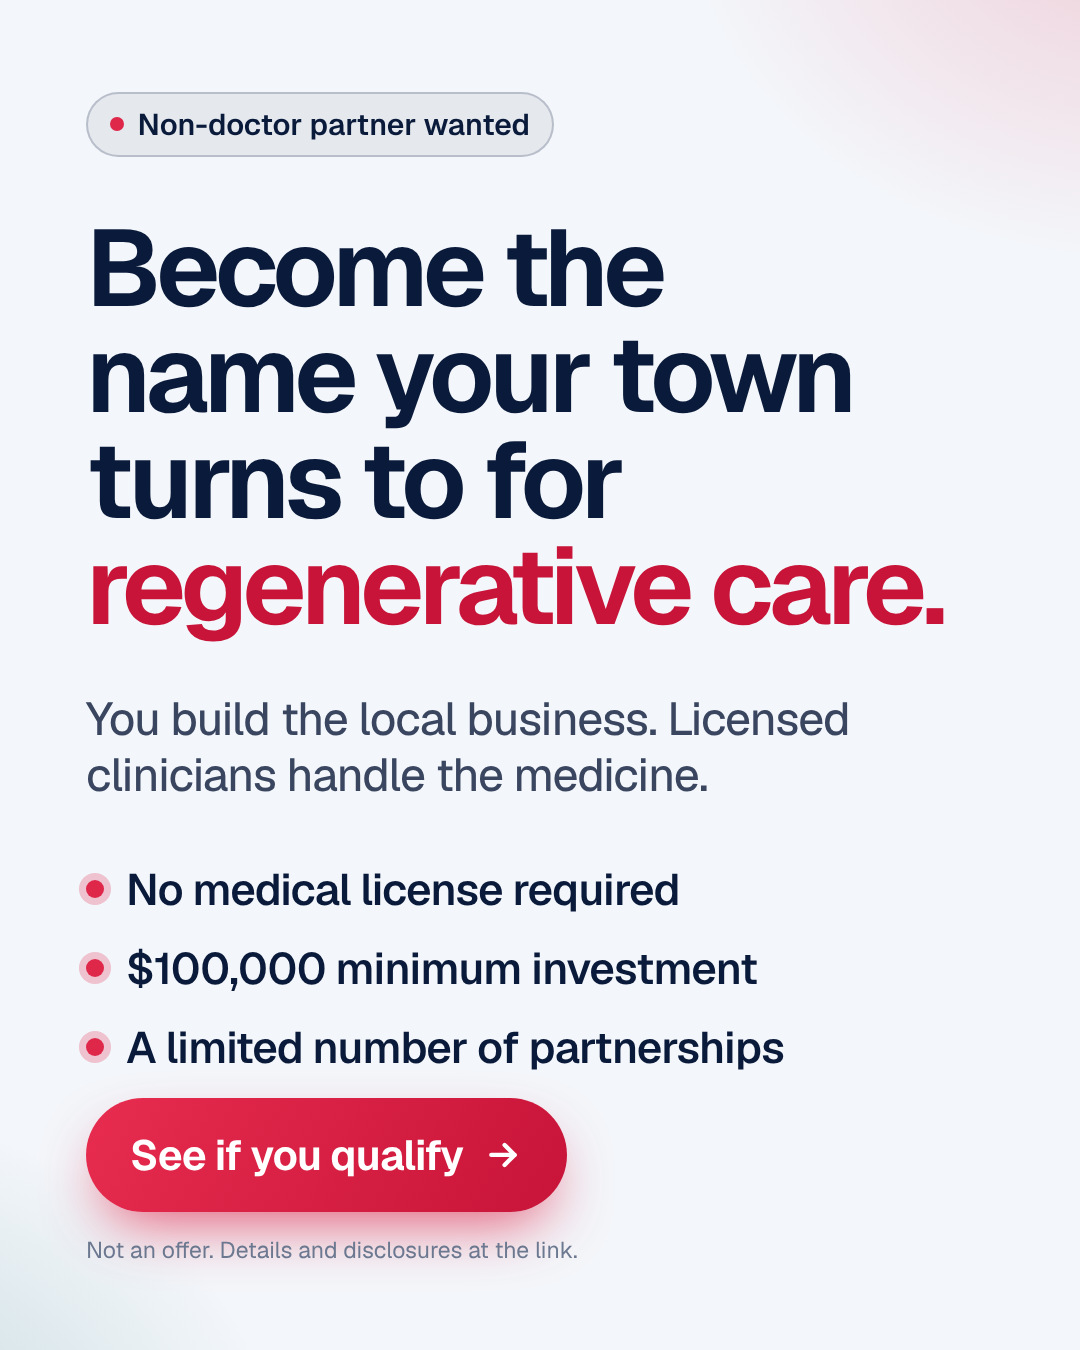 Non-doctor partner wanted
Become the
name your town
turns to for
regenerative care.
You build the local business. Licensed
clinicians handle the medicine.
No medical license required
$100,000 minimum investment
A limited number of partnerships
See if you qualify →
Not an offer. Details and disclosures at the link.